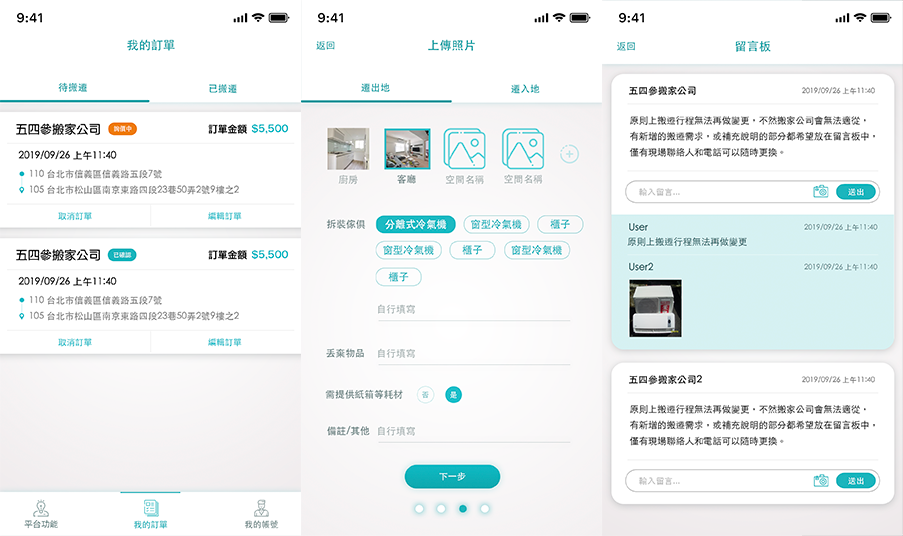 9:41
我的訂單
待搬遷
已搬遷
五四參搬家公司 詢價中 訂單金額 $5,500
2019/09/26 上午11:40
110 台北市信義區信義路五段7號
105 台北市松山區南京東路四段23巷50弄2號9樓之2
取消訂單 編輯訂單
五四參搬家公司 已確認 訂單金額 $5,500
2019/09/26 上午11:40
110 台北市信義區信義路五段7號
105 台北市松山區南京東路四段23巷50弄2號9樓之2
取消訂單 編輯訂單
平台功能 我的訂單 我的帳號
9:41
返回 上傳照片
遷出地 遷入地
廚房 客廳 空間名稱 空間名稱
拆裝傢俱 分離式冷氣機 窗型冷氣機 櫃子
窗型冷氣機 櫃子 窗型冷氣機
櫃子
自行填寫
丟棄物品 自行填寫
需提供紙箱等耗材 否 是
備註/其他 自行填寫
下一步
9:41
返回 留言板
五四參搬家公司 2019/09/26 上午11:40
原則上搬遷行程無法再做變更，不然搬家公司會無法適從，
有新增的搬遷需求，或補充說明的部分都希望放在留言板中，
僅有現場聯絡人和電話可以隨時更換。
輸入留言... 送出
User 2019/09/26 上午11:40
原則上搬遷行程無法再做變更
User2 2019/09/26 上午11:40
五四參搬家公司2 2019/09/26 上午11:40
原則上搬遷行程無法再做變更，不然搬家公司會無法適從，
有新增的搬遷需求，或補充說明的部分都希望放在留言板中，
僅有現場聯絡人和電話可以隨時更換。
輸入留言... 送出